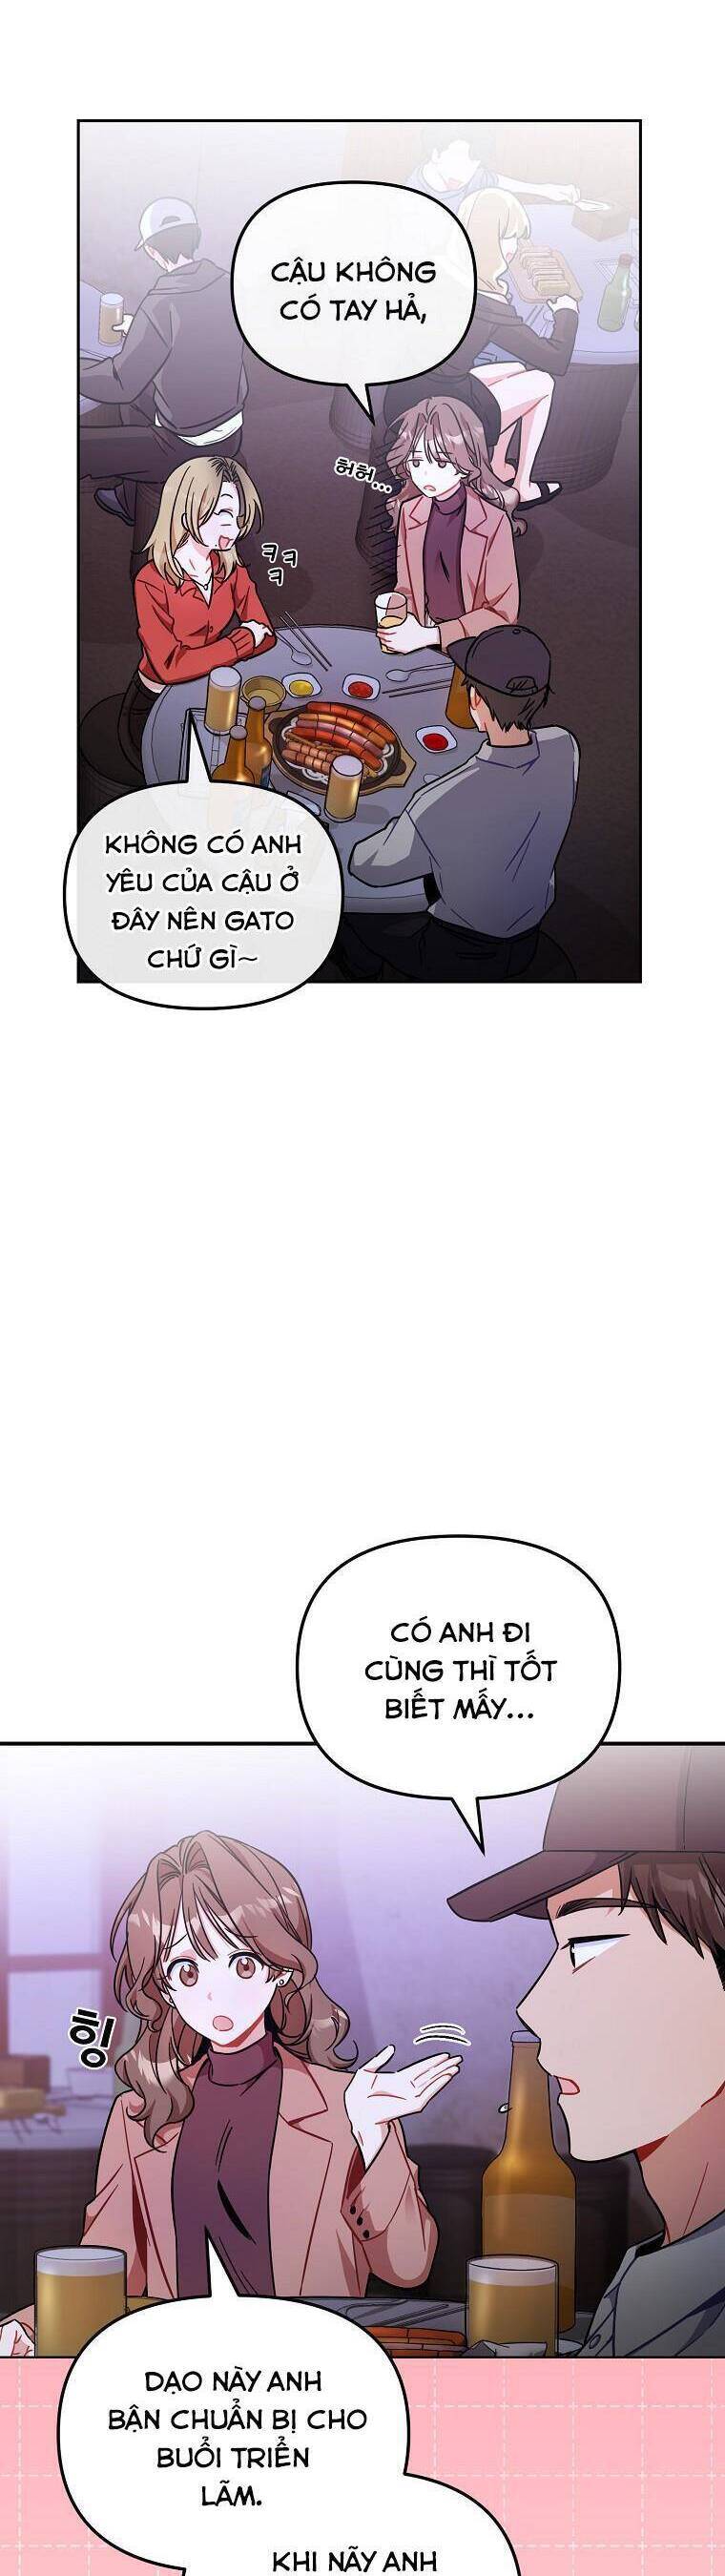 CẬU KHÔNG
CÓ TAY HẢ,
허허...
ㅋㅋ
ㅋ
KHÔNG CÓ ANH
YÊU CỦA CẬU Ở
ĐÂY NÊN GATO
CHỨ GÌ~
CÓ ANH ĐI
CÙNG THÌ TỐT
BIẾT MẤY...
힝
DẠO NÀY ANH
BẬN CHUẨN BỊ CHO
BUỔI TRIỂN
LÃM.
KHI NÃY ANH